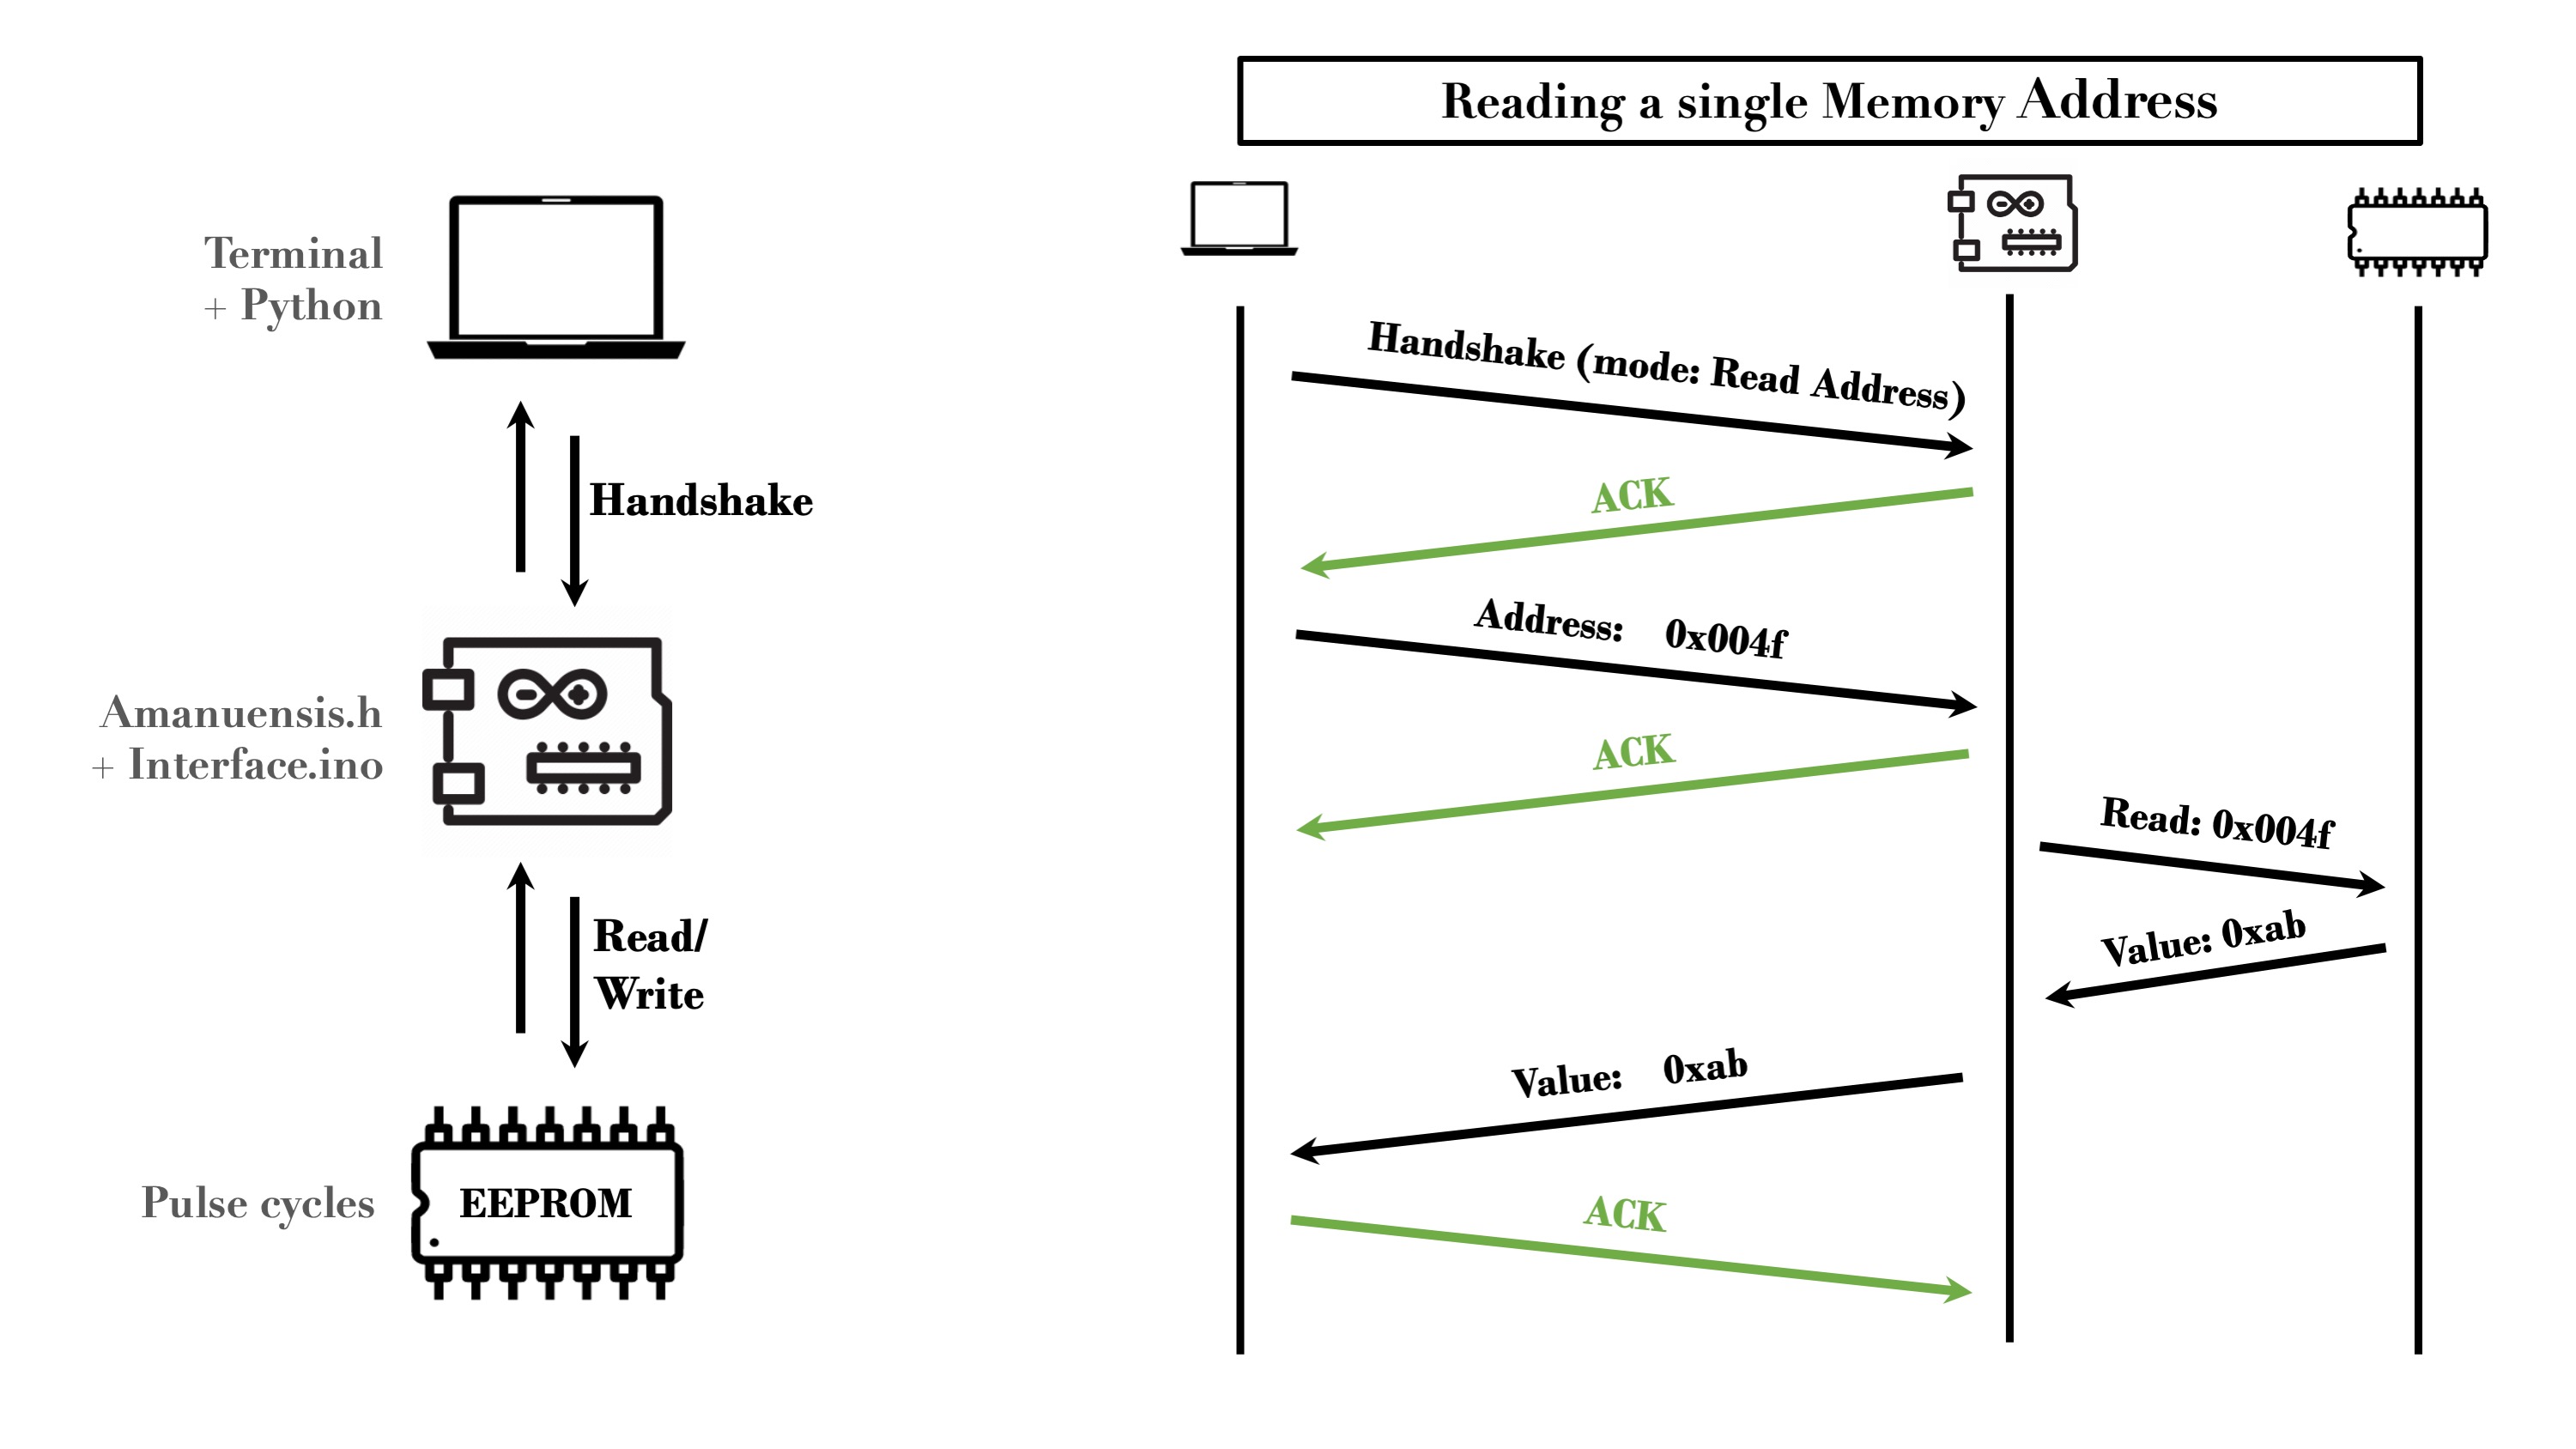 Terminal
+ Python
Handshake
Amanuensis.h
+ Interface.ino
Read/
Write
Pulse cycles
EEPROM
Reading a single Memory Address
Handshake (mode: Read Address)
ACK
Address: 0x004f
ACK
Read: 0x004f
Value: 0xab
Value: 0xab
ACK